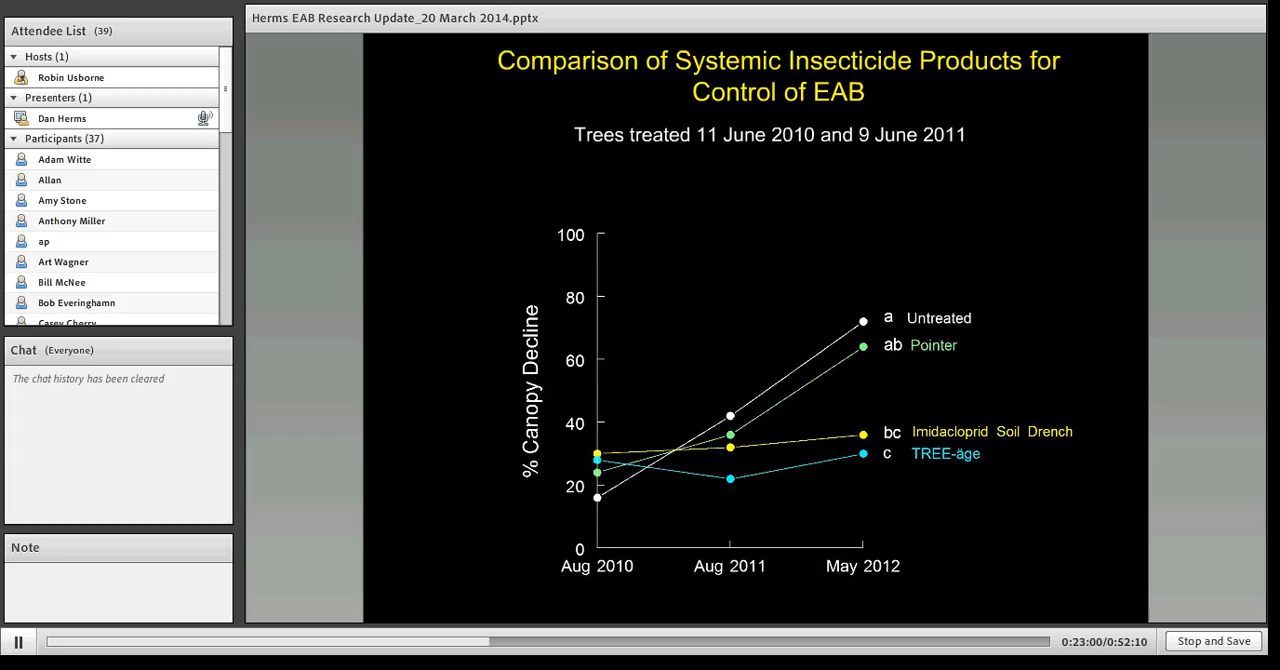 Attendee List (39)
Hosts (1)
Robin Usborne
Presenters (1)
Dan Herms
Participants (37)
Adam Witte
Allan
Amy Stone
Anthony Miller
ap
Art Wagner
Bill McNee
Bob Everinghamn
Casey Cherry
Chat (Everyone)
The chat history has been cleared
Note
Herms EAB Research Update_20 March 2014.pptx
Comparison of Systemic Insecticide Products for
Control of EAB
Trees treated 11 June 2010 and 9 June 2011
% Canopy Decline
100
80
60
40
20
0
Aug 2010 Aug 2011 May 2012
a Untreated
ab Pointer
bc Imidacloprid Soil Drench
c TREE-äge
0:23:00/0:52:10
Stop and Save